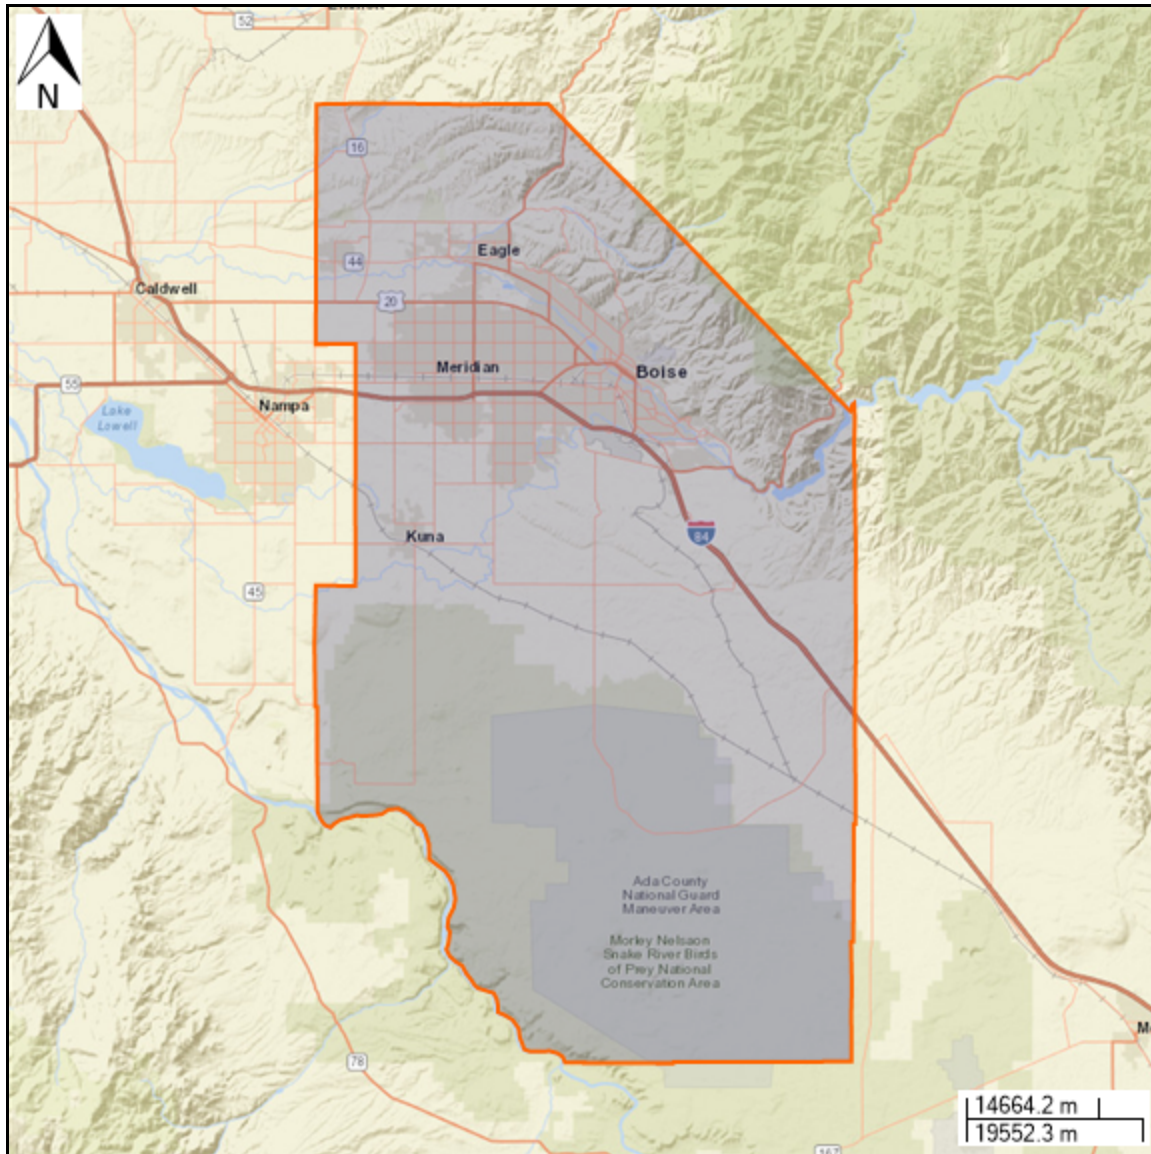 52
N
16
Eagle
44
Caldwell
20
Boise
Meridian
55
Nampa
Lake
Lowell
84
Kuna
45
Ada County
National Guard
Maneuver Area
Morley Nelsaon
Snake River Birds
of Prey National
Conservation Area
78
14664.2 m
19552.3 m
167